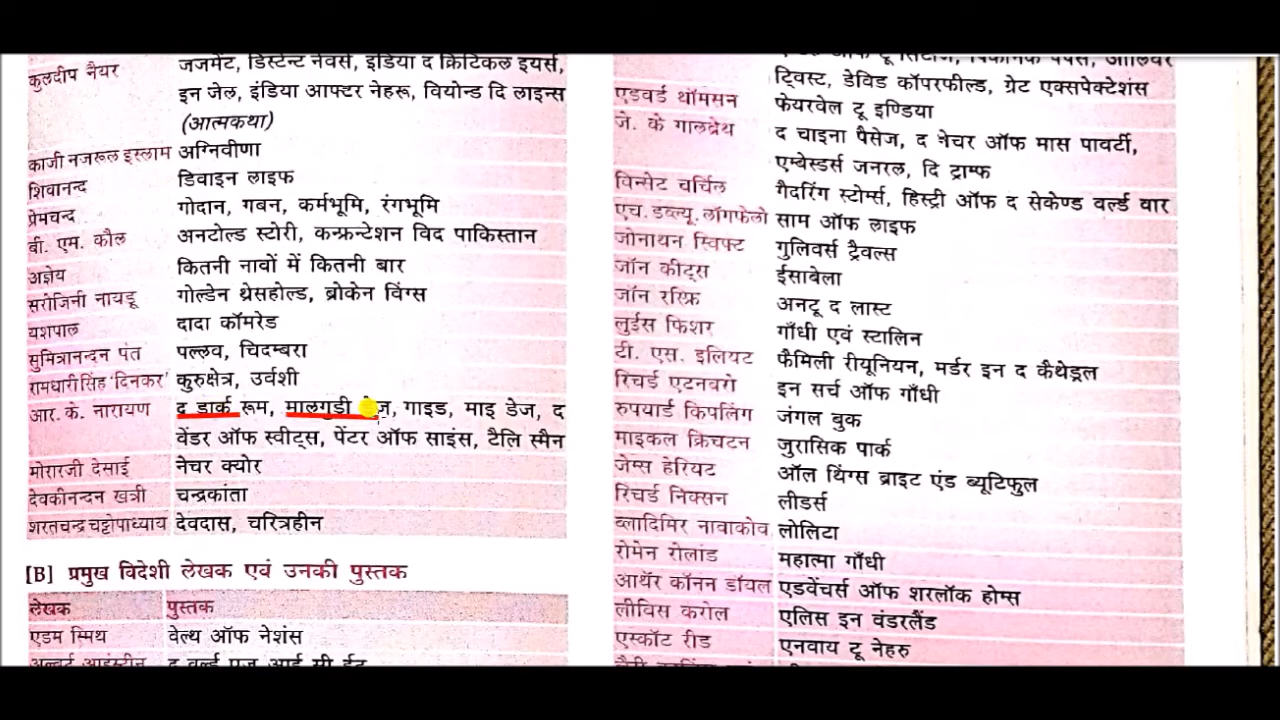 कुलदीप नैयर जजमेंट, डिस्टेन्ट नेवर्स, इंडिया द क्रिटिकल इयर्स,
इन जेल, इंडिया आफ्टर नेहरू, वियोन्ड दि लाइन्स
(आत्मकथा)
काजी नजरूल इस्लाम अग्निवीणा
शिवानन्द डिवाइन लाइफ
प्रेमचन्द गोदान, गबन, कर्मभूमि, रंगभूमि
बी. एम. कौल अनटोल्ड स्टोरी, कन्फ्रन्टेशन विद पाकिस्तान
अज्ञेय कितनी नावों में कितनी बार
सरोजिनी नायडू गोल्डेन थ्रेसहोल्ड, ब्रोकेन विंग्स
यशपाल दादा कॉमरेड
सुमित्रानन्दन पंत पल्लव, चिदम्बरा
रामधारीसिंह 'दिनकर' कुरुक्षेत्र, उर्वशी
आर. के. नारायण द डार्क रूम, मालगुडी गाइड, माइ डेज, द
वेंडर ऑफ स्वीट्स, पेंटर ऑफ साइंस, टैलि स्मैन
मोरारजी देसाई नेचर क्योर
देवकीनन्दन खत्री चन्द्रकांता
शरतचन्द्र चट्टोपाध्याय देवदास, चरित्रहीन
[B] प्रमुख विदेशी लेखक एवं उनकी पुस्तक
लेखक पुस्तक
एडम स्मिथ वेल्थ ऑफ नेशंस
ट्विस्ट, डेविड कॉपरफील्ड, ग्रेट एक्सपेक्टेशंस
एडवर्ड थॉमसन फेयरवेल टू इण्डिया
जे. के गालब्रेथ द चाइना पैसेज, द नेचर ऑफ मास पावर्टी,
एम्बेस्डर्स जनरल, दि ट्राम्फ
विन्सेट चर्चिल गैदरिंग स्टोर्म्स, हिस्ट्री ऑफ द सेकेण्ड वर्ल्ड वार
एच. डब्ल्यू. लॉगफेलो साम ऑफ लाइफ
जोनाथन स्विफ्ट गुलिवर्स ट्रैवल्स
जॉन कीट्स ईसाबेला
जॉन रस्कि अनटू द लास्ट
लुईस फिशर गाँधी एवं स्टालिन
टी. एस. इलियट फैमिली रीयूनियन, मर्डर इन द कैथेड्रल
रिचर्ड एटनबरो इन सर्च ऑफ गाँधी
रुपयार्ड किपलिंग जंगल बुक
माइकल क्रिचटन जुरासिक पार्क
जेम्स हेरियट ऑल थिंग्स ब्राइट एंड ब्यूटिफुल
रिचर्ड निक्सन लीडर्स
ब्लादिमिर नावाकोव लोलिटा
रोमेन रोलांड महात्मा गाँधी
आर्थर कॉनन डॉयल एडवेंचर्स ऑफ शरलॉक होम्स
लीविस करोल एलिस इन वंडरलैंड
एस्कॉट रीड एनवाय टू नेहरु